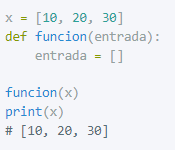 x = [10, 20, 30]
def funcion(entrada):
    entrada = []

funcion(x)
print(x)
# [10, 20, 30]